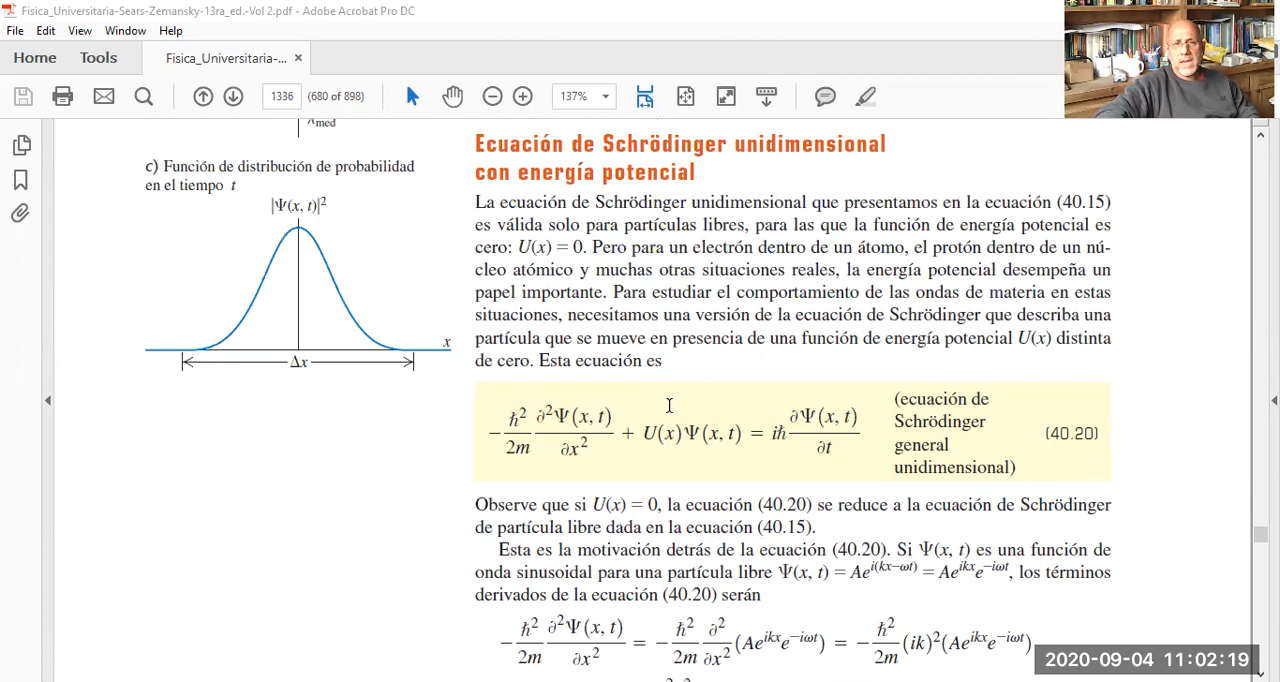 Fisica_Universitaria-Sears-Zemansky-13ra_ed.-Vol 2.pdf - Adobe Acrobat Pro DC
File Edit View Window Help
Home Tools Fisica_Universitaria-... ×
1336 (680 of 898) 137%
x_med
c) Función de distribución de probabilidad
en el tiempo t
|Ψ(x, t)|²
x
Δx
Ecuación de Schrödinger unidimensional
con energía potencial
La ecuación de Schrödinger unidimensional que presentamos en la ecuación (40.15)
es válida solo para partículas libres, para las que la función de energía potencial es
cero: U(x) = 0. Pero para un electrón dentro de un átomo, el protón dentro de un nú-
cleo atómico y muchas otras situaciones reales, la energía potencial desempeña un
papel importante. Para estudiar el comportamiento de las ondas de materia en estas
situaciones, necesitamos una versión de la ecuación de Schrödinger que describa una
partícula que se mueve en presencia de una función de energía potencial U(x) distinta
de cero. Esta ecuación es
−ħ²/2m ∂²Ψ(x, t)/∂x² + U(x)Ψ(x, t) = iħ ∂Ψ(x, t)/∂t
(ecuación de
Schrödinger
general
unidimensional)
(40.20)
Observe que si U(x) = 0, la ecuación (40.20) se reduce a la ecuación de Schrödinger
de partícula libre dada en la ecuación (40.15).
Esta es la motivación detrás de la ecuación (40.20). Si Ψ(x, t) es una función de
onda sinusoidal para una partícula libre Ψ(x, t) = Ae^{i(kx−ωt)} = Ae^{ikx}e^{−iωt}, los términos
derivados de la ecuación (40.20) serán
−ħ²/2m ∂²Ψ(x, t)/∂x² = −ħ²/2m ∂²/∂x² (Ae^{ikx}e^{−iωt}) = −ħ²/2m (ik)²(Ae^{ikx}e^{−iωt})
2020-09-04 11:02:19